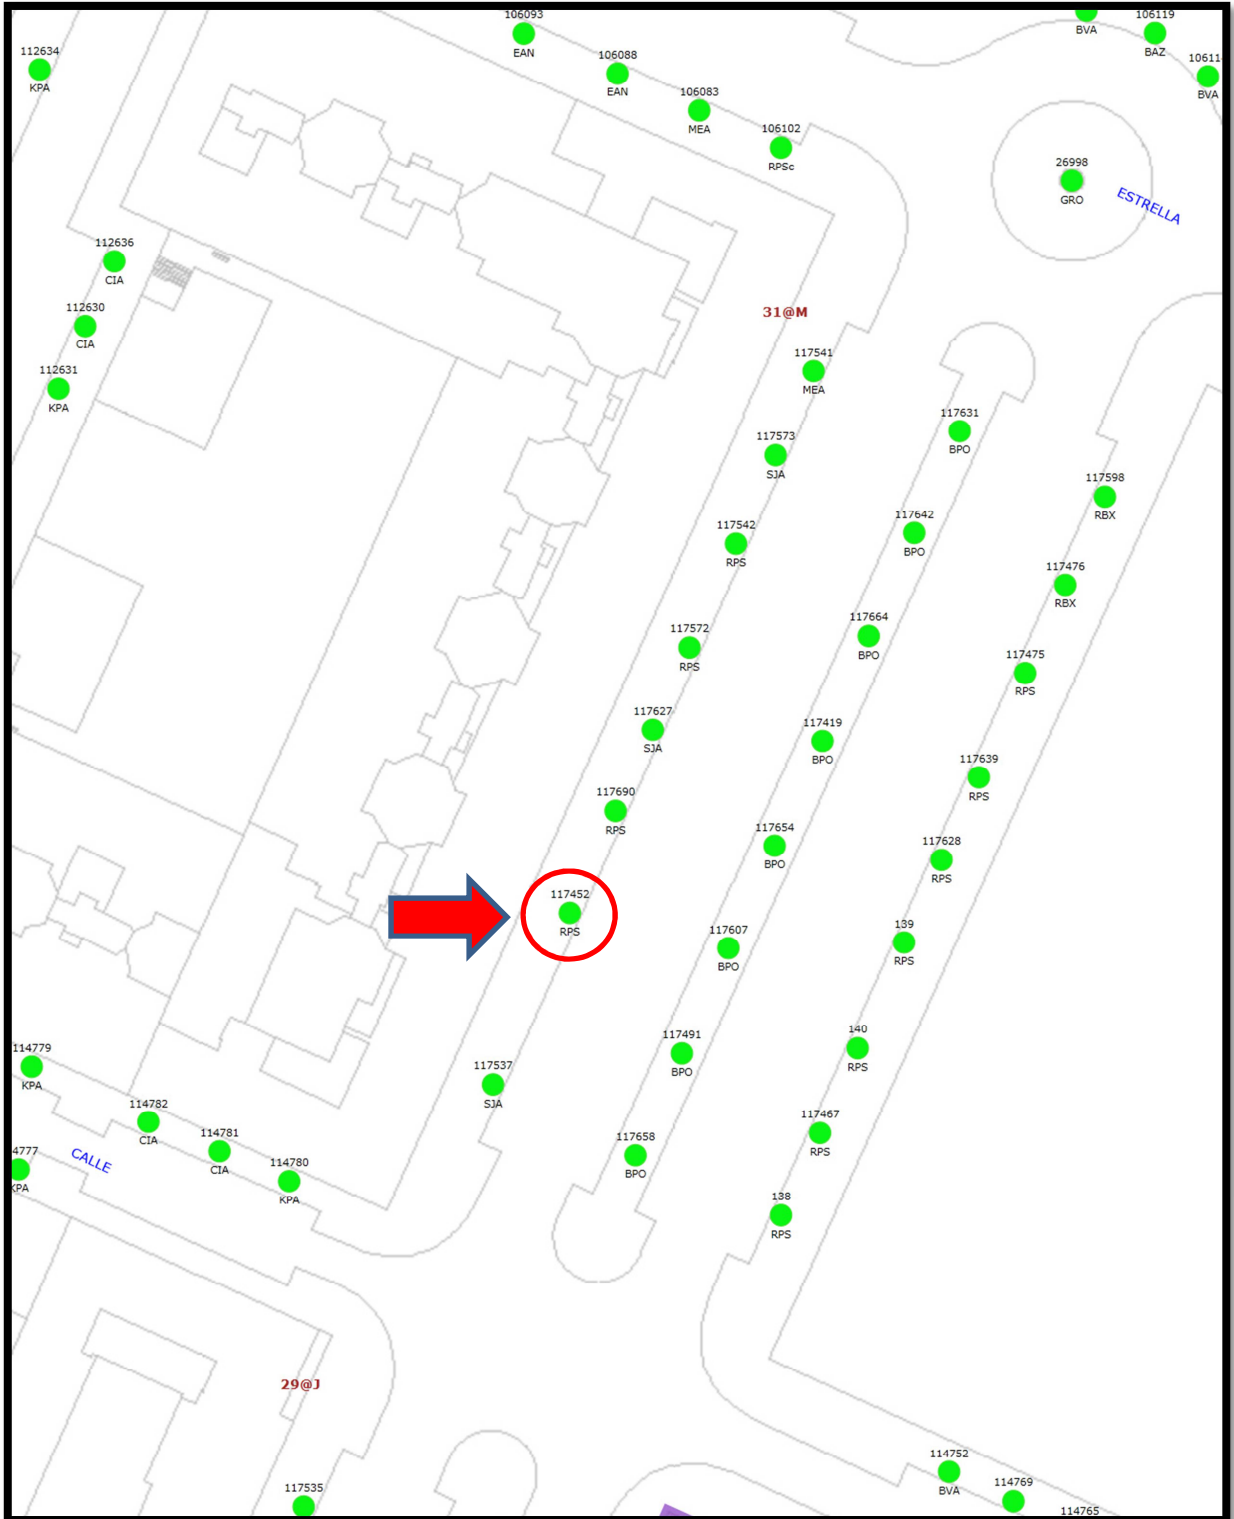 106093
EAN
BVA
106119
BAZ
112634
KPA
106088
EAN
10611
BVA
106083
MEA
106102
RPSc
26998
GRO
ESTRELLA
112636
CIA
112630
CIA
31@M
112631
KPA
117541
MEA
117631
BPO
117573
SJA
117598
RBX
117642
BPO
117542
RPS
117476
RBX
117664
BPO
117572
RPS
117475
RPS
117627
SJA
117419
BPO
117639
RPS
117690
RPS
117654
BPO
117628
RPS
117452
RPS
139
RPS
117607
BPO
140
RPS
117491
BPO
114779
KPA
117537
SJA
114782
CIA
114781
CIA
117467
RPS
4777
KPA
CALLE
114780
KPA
117658
BPO
138
RPS
29@J
114752
BVA
114769
117535
114765